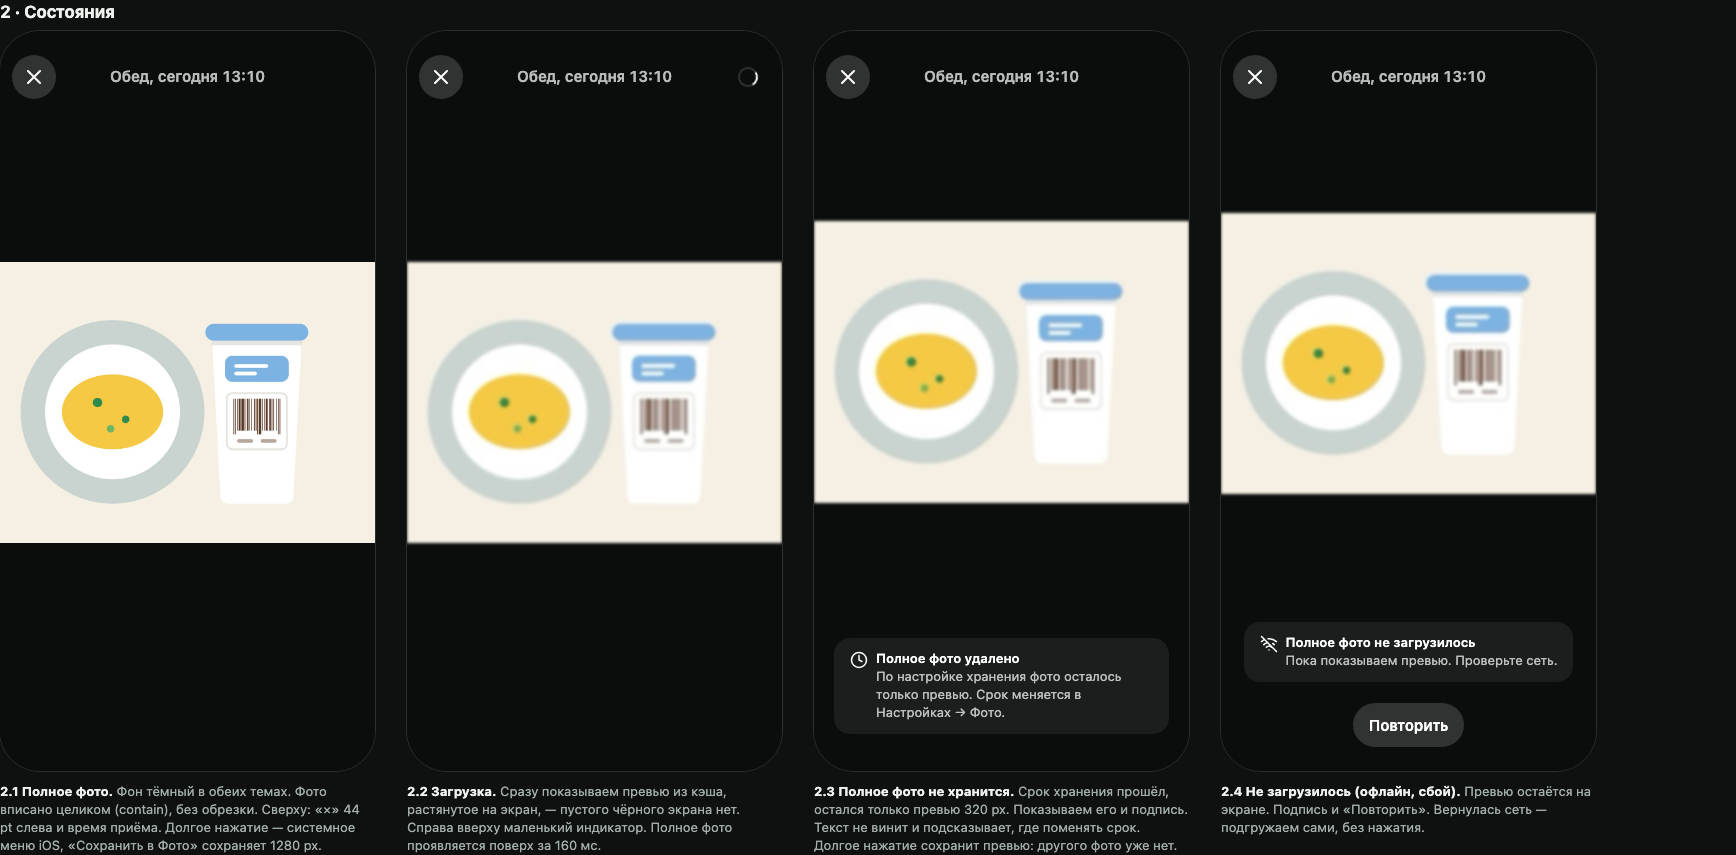 2 · Состояния
Обед, сегодня 13:10
Обед, сегодня 13:10
Обед, сегодня 13:10
Обед, сегодня 13:10
Полное фото удалено
По настройке хранения фото осталось
только превью. Срок меняется в
Настройках → Фото.
Полное фото не загрузилось
Пока показываем превью. Проверьте сеть.
Повторить
2.1 Полное фото. Фон тёмный в обеих темах. Фото
вписано целиком (contain), без обрезки. Сверху: «×» 44
pt слева и время приёма. Долгое нажатие — системное
меню iOS, «Сохранить в Фото» сохраняет 1280 px.
2.2 Загрузка. Сразу показываем превью из кэша,
растянутое на экран, — пустого чёрного экрана нет.
Справа вверху маленький индикатор. Полное фото
проявляется поверх за 160 мс.
2.3 Полное фото не хранится. Срок хранения прошёл,
остался только превью 320 px. Показываем его и подпись.
Текст не винит и подсказывает, где поменять срок.
Долгое нажатие сохранит превью: другого фото уже нет.
2.4 Не загрузилось (офлайн, сбой). Превью остаётся на
экране. Подпись и «Повторить». Вернулась сеть —
подгружаем сами, без нажатия.